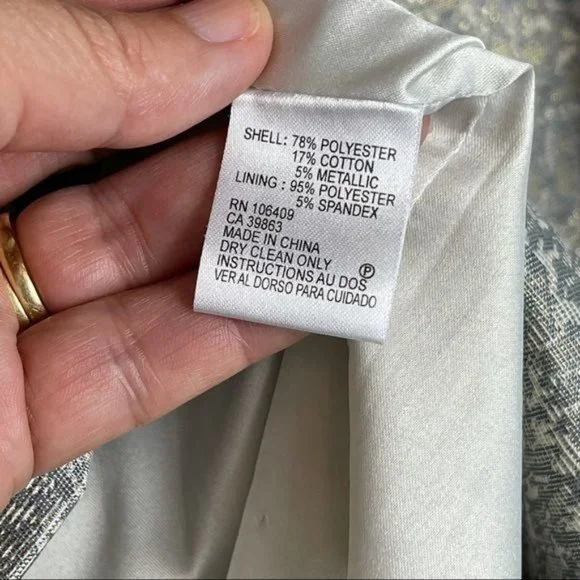 SHELL: 78% POLYESTER
17% COTTON
5% METALLIC
LINING : 95% POLYESTER
5% SPANDEX
RN 106409
CA 39863
MADE IN CHINA
DRY CLEAN ONLY Ⓟ
INSTRUCTIONS AU DOS
VER AL DORSO PARA CUIDADO